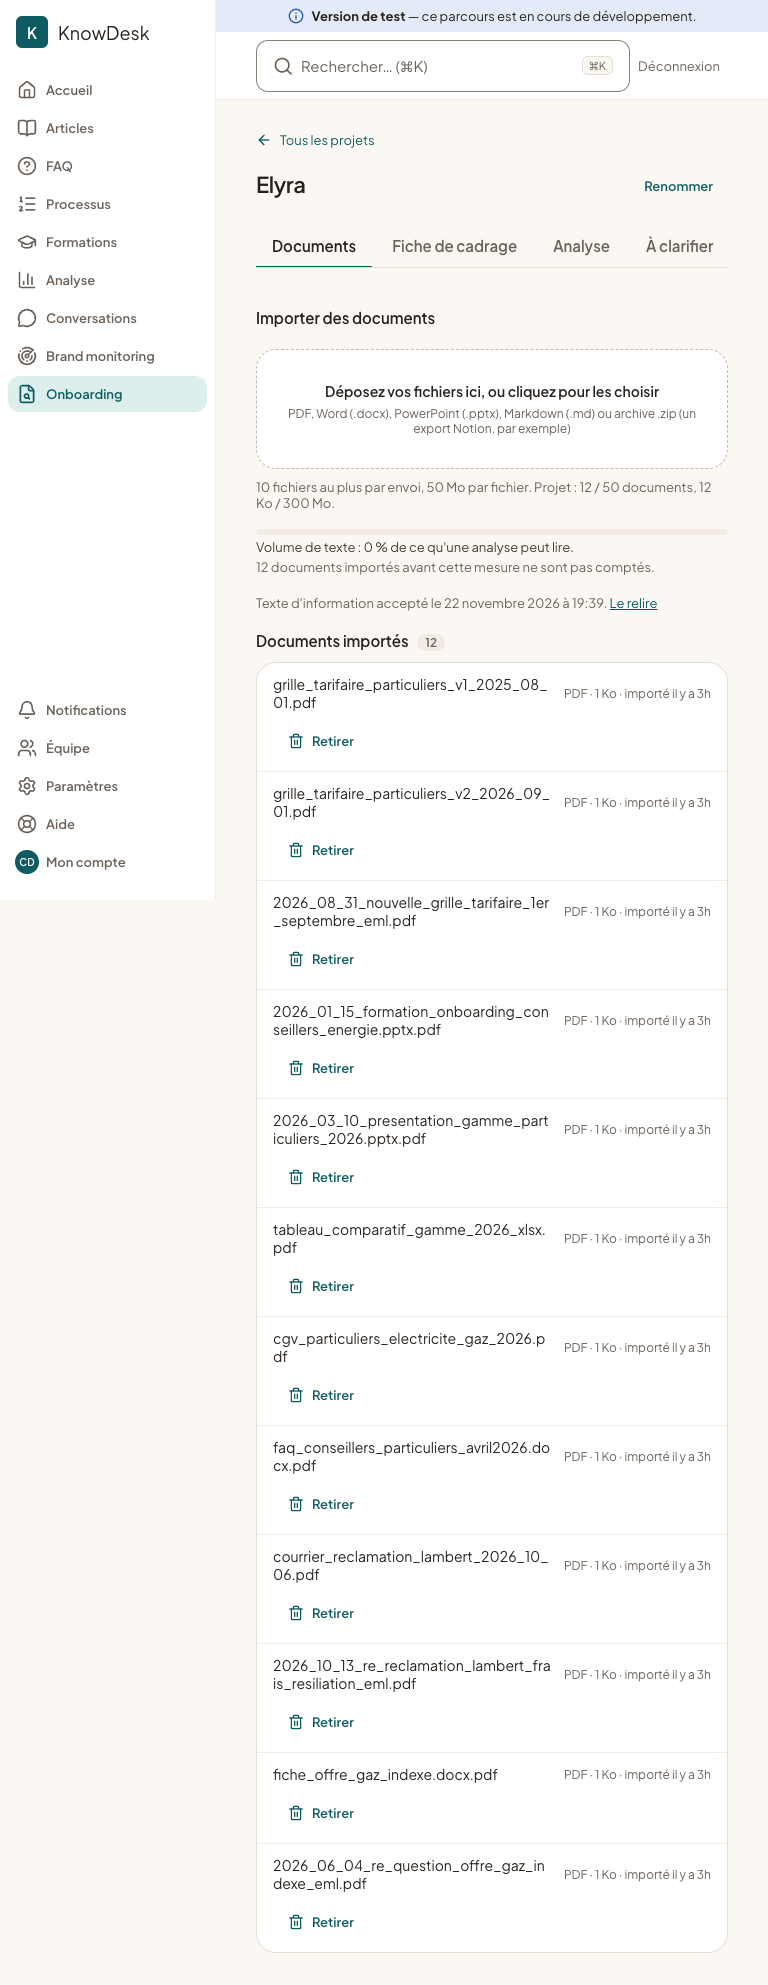 K KnowDesk
Accueil
Articles
FAQ
Processus
Formations
Analyse
Conversations
Brand monitoring
Onboarding
Notifications
Équipe
Paramètres
Aide
CD Mon compte
Version de test — ce parcours est en cours de développement.
Rechercher... (⌘K) ⌘K Déconnexion
← Tous les projets
Elyra Renommer
Documents Fiche de cadrage Analyse À clarifier
Importer des documents
Déposez vos fichiers ici, ou cliquez pour les choisir
PDF, Word (.docx), PowerPoint (.pptx), Markdown (.md) ou archive .zip (un
export Notion, par exemple)
10 fichiers au plus par envoi, 50 Mo par fichier. Projet : 12 / 50 documents, 12
Ko / 300 Mo.
Volume de texte : 0 % de ce qu'une analyse peut lire.
12 documents importés avant cette mesure ne sont pas comptés.
Texte d'information accepté le 22 novembre 2026 à 19:39. Le relire
Documents importés 12
grille_tarifaire_particuliers_v1_2025_08_
01.pdf
PDF · 1 Ko · importé il y a 3h
Retirer
grille_tarifaire_particuliers_v2_2026_09_
01.pdf
PDF · 1 Ko · importé il y a 3h
Retirer
2026_08_31_nouvelle_grille_tarifaire_1er
_septembre_eml.pdf
PDF · 1 Ko · importé il y a 3h
Retirer
2026_01_15_formation_onboarding_con
seillers_energie.pptx.pdf
PDF · 1 Ko · importé il y a 3h
Retirer
2026_03_10_presentation_gamme_part
iculiers_2026.pptx.pdf
PDF · 1 Ko · importé il y a 3h
Retirer
tableau_comparatif_gamme_2026_xlsx.
pdf
PDF · 1 Ko · importé il y a 3h
Retirer
cgv_particuliers_electricite_gaz_2026.p
df
PDF · 1 Ko · importé il y a 3h
Retirer
faq_conseillers_particuliers_avril2026.do
cx.pdf
PDF · 1 Ko · importé il y a 3h
Retirer
courrier_reclamation_lambert_2026_10_
06.pdf
PDF · 1 Ko · importé il y a 3h
Retirer
2026_10_13_re_reclamation_lambert_fra
is_resiliation_eml.pdf
PDF · 1 Ko · importé il y a 3h
Retirer
fiche_offre_gaz_indexe.docx.pdf
PDF · 1 Ko · importé il y a 3h
Retirer
2026_06_04_re_question_offre_gaz_in
dexe_eml.pdf
PDF · 1 Ko · importé il y a 3h
Retirer